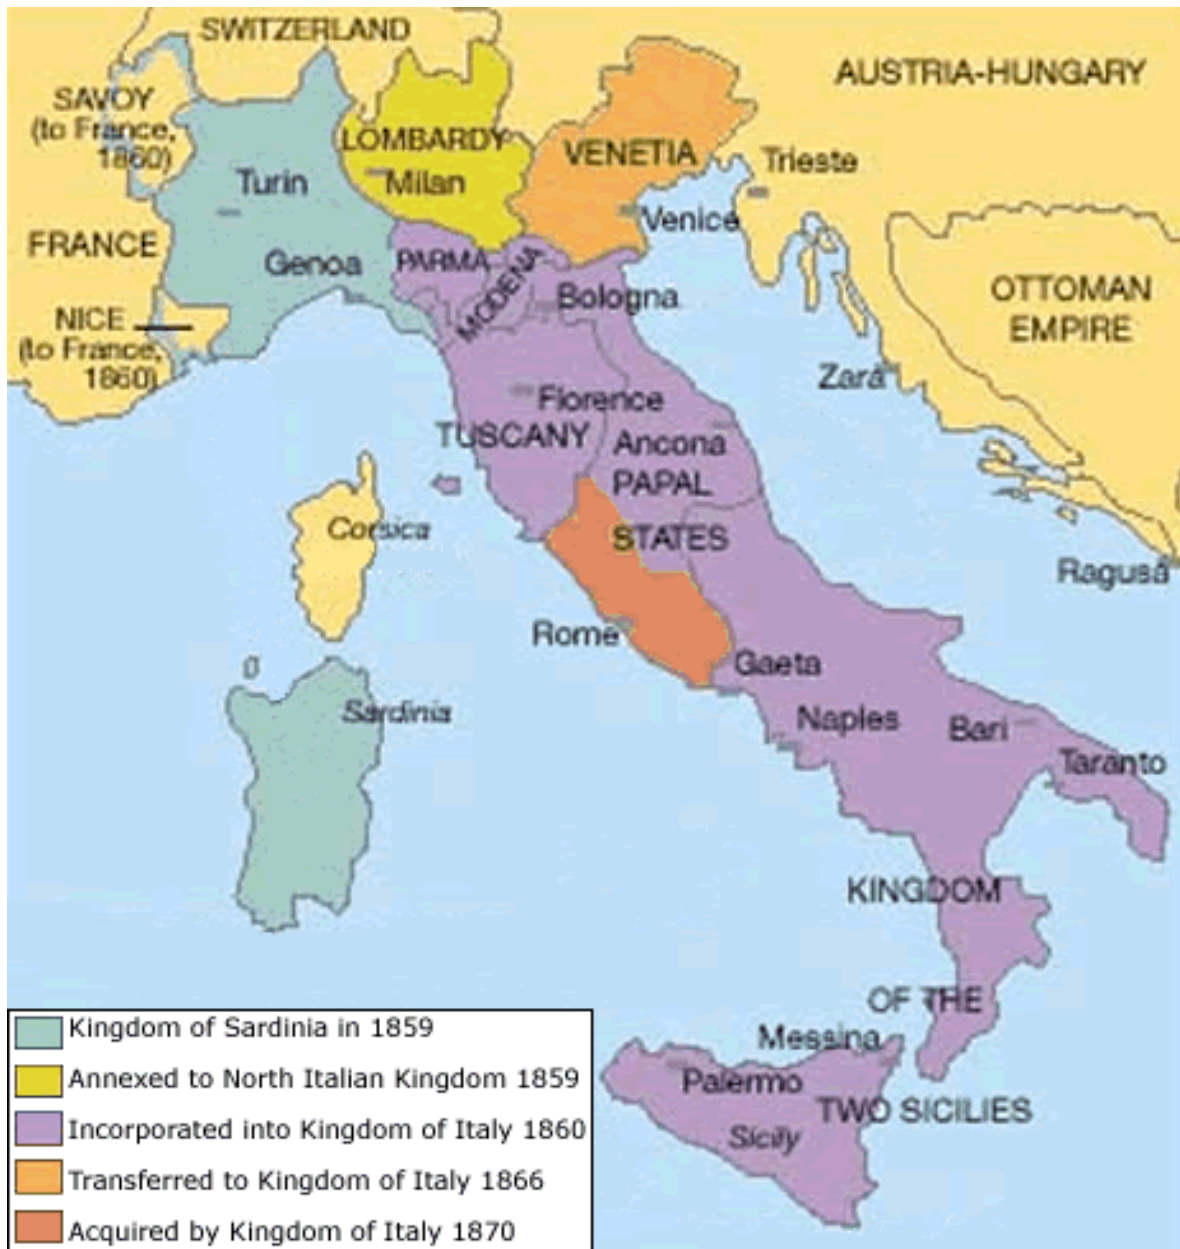 SWITZERLAND
AUSTRIA-HUNGARY
SAVOY
(to France,
1860)
LOMBARDY
VENETIA
Trieste
Turin
Milan
Venice
FRANCE
Genoa
PARMA
MODENA
Bologna
OTTOMAN
EMPIRE
NICE
(to France,
1860)
Zara
Florence
TUSCANY
Ancona
PAPAL
STATES
Corsica
Ragusa
Rome
Gaeta
Sardinia
Naples
Bari
Taranto
KINGDOM
OF THE
Messina
Palermo
TWO SICILIES
Sicily
Kingdom of Sardinia in 1859
Annexed to North Italian Kingdom 1859
Incorporated into Kingdom of Italy 1860
Transferred to Kingdom of Italy 1866
Acquired by Kingdom of Italy 1870